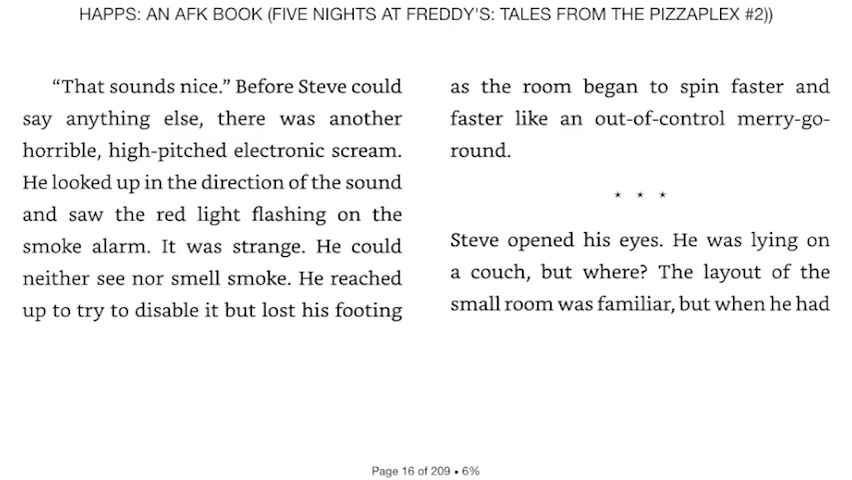 HAPPS: AN AFK BOOK (FIVE NIGHTS AT FREDDY'S: TALES FROM THE PIZZAPLEX #2))
“That sounds nice.” Before Steve could
say anything else, there was another
horrible, high-pitched electronic scream.
He looked up in the direction of the sound
and saw the red light flashing on the
smoke alarm. It was strange. He could
neither see nor smell smoke. He reached
up to try to disable it but lost his footing
as the room began to spin faster and
faster like an out-of-control merry-go-
round.
* * *
Steve opened his eyes. He was lying on
a couch, but where? The layout of the
small room was familiar, but when he had
Page 16 of 209 • 6%